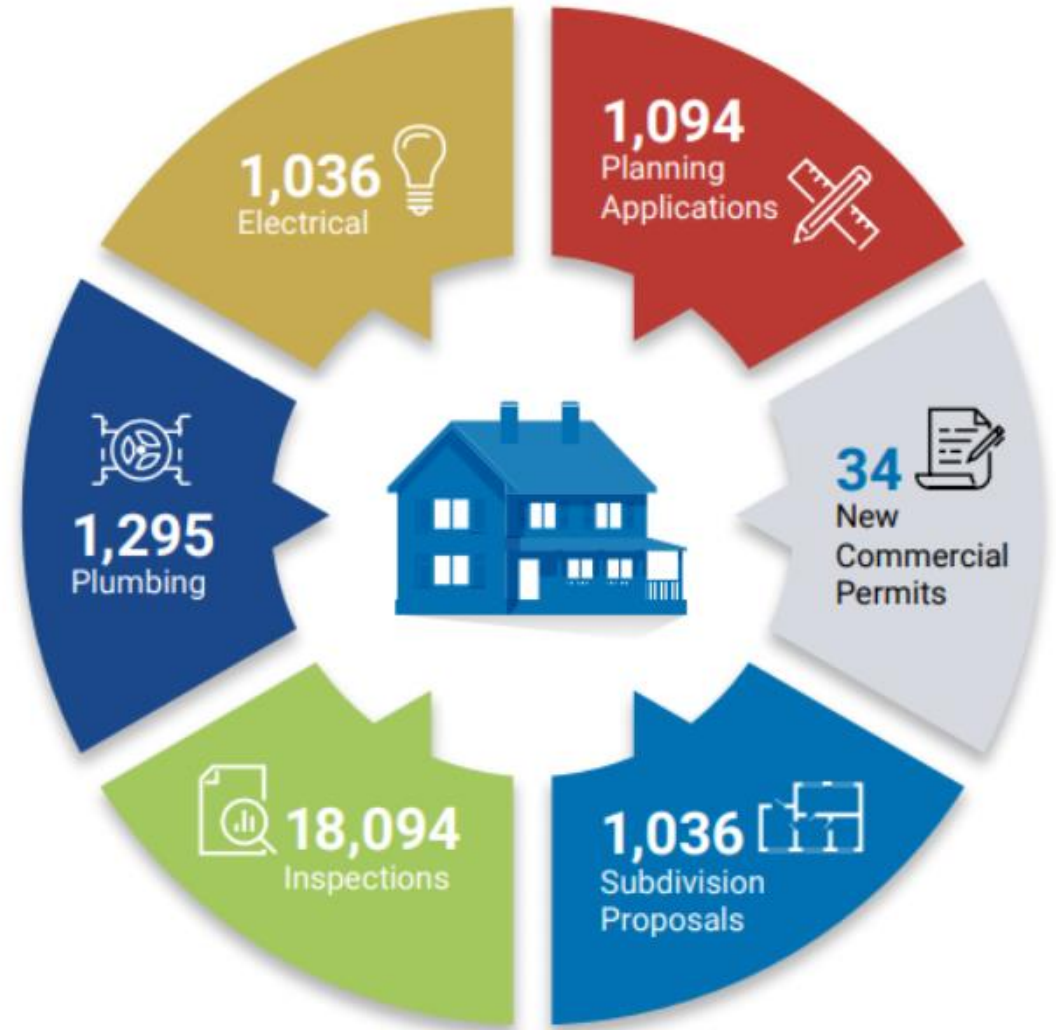 1,036
Electrical
1,094
Planning
Applications
1,295
Plumbing
34
New
Commercial
Permits
18,094
Inspections
1,036
Subdivision
Proposals